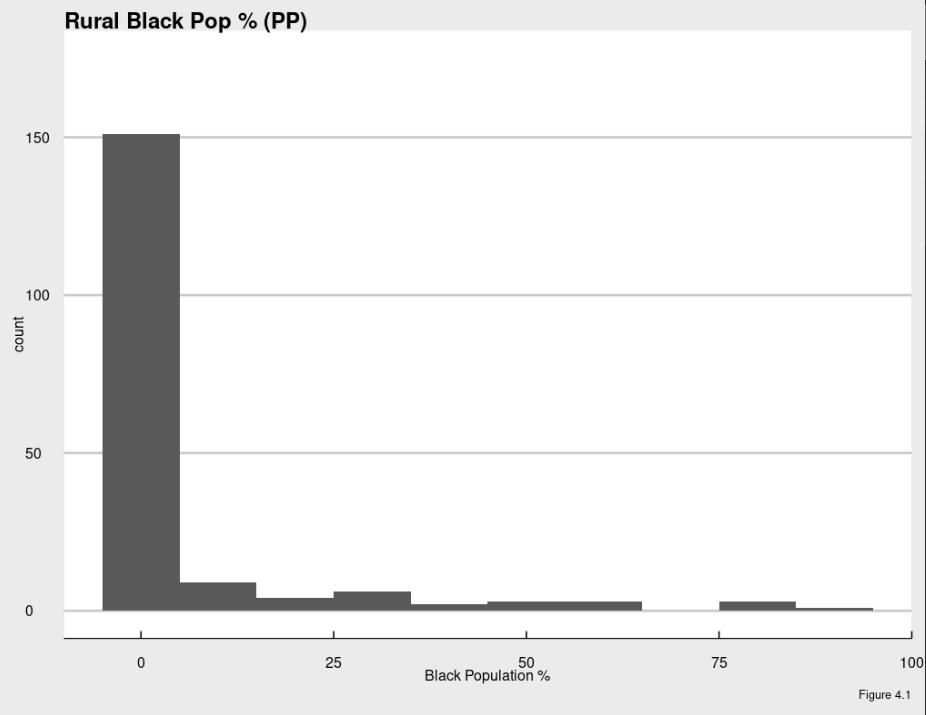 Rural Black Pop % (PP)
count
150
100
50
0
0 25 50 75 100
Black Population %
Figure 4.1